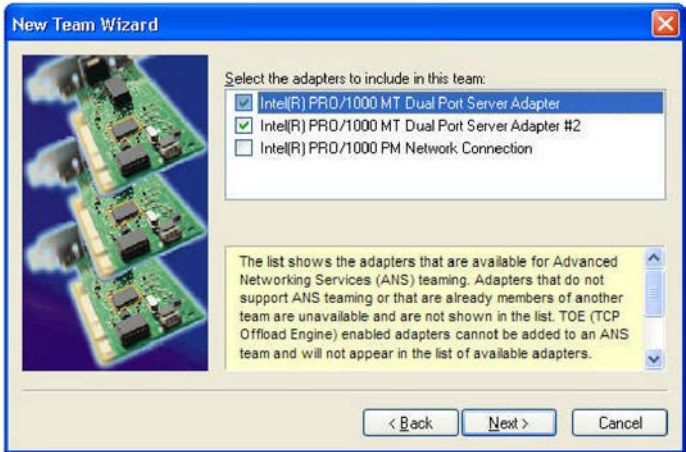 New Team Wizard
Select the adapters to include in this team:
Intel(R) PRO/1000 MT Dual Port Server Adapter
Intel(R) PRO/1000 MT Dual Port Server Adapter #2
Intel(R) PRO/1000 PM Network Connection
The list shows the adapters that are available for Advanced
Networking Services (ANS) teaming. Adapters that do not
support ANS teaming or that are already members of another
team are unavailable and are not shown in the list. TOE (TCP
Offload Engine) enabled adapters cannot be added to an ANS
team and will not appear in the list of available adapters.
< Back Next > Cancel